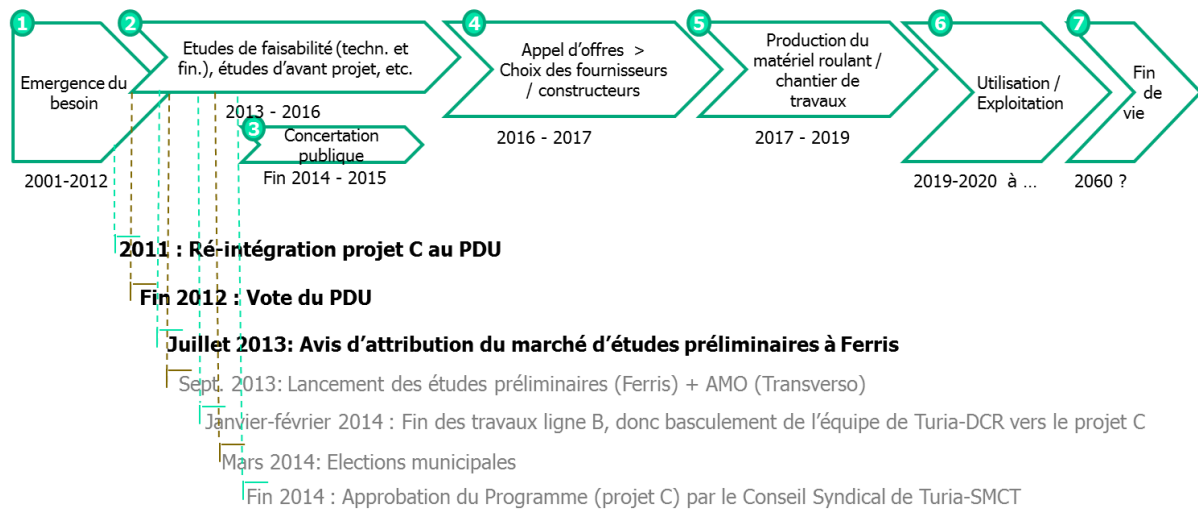 1
Emergence du
besoin
2001-2012
2
Etudes de faisabilité (techn. et
fin.), études d'avant projet, etc.
2013 - 2016
3
Concertation
publique
Fin 2014 - 2015
4
Appel d'offres >
Choix des fournisseurs
/ constructeurs
2016 - 2017
5
Production du
matériel roulant /
chantier de
travaux
2017 - 2019
6
Utilisation /
Exploitation
2019-2020 à ...
7
Fin
de
vie
2060 ?
2011 : Ré-intégration projet C au PDU
Fin 2012 : Vote du PDU
Juillet 2013: Avis d'attribution du marché d'études préliminaires à Ferris
Sept. 2013: Lancement des études préliminaires (Ferris) + AMO (Transverso)
Janvier-février 2014 : Fin des travaux ligne B, donc basculement de l'équipe de Turia-DCR vers le projet C
Mars 2014: Elections municipales
Fin 2014 : Approbation du Programme (projet C) par le Conseil Syndical de Turia-SMCT